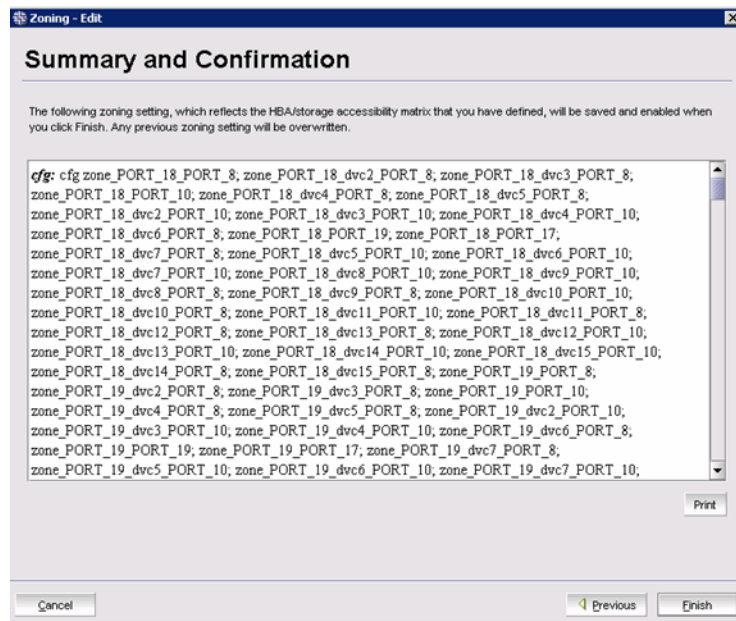 Zoning - Edit
Summary and Confirmation
The following zoning setting, which reflects the HBA/storage accessibility matrix that you have defined, will be saved and enabled when
you click Finish. Any previous zoning setting will be overwritten.
cfg: cfg zone_PORT_18_PORT_8; zone_PORT_18_dvc2_PORT_8; zone_PORT_18_dvc3_PORT_8;
zone_PORT_18_PORT_10; zone_PORT_18_dvc4_PORT_8; zone_PORT_18_dvc5_PORT_8;
zone_PORT_18_dvc2_PORT_10; zone_PORT_18_dvc3_PORT_10; zone_PORT_18_dvc4_PORT_10;
zone_PORT_18_dvc6_PORT_8; zone_PORT_18_PORT_19; zone_PORT_18_PORT_17;
zone_PORT_18_dvc7_PORT_8; zone_PORT_18_dvc5_PORT_10; zone_PORT_18_dvc6_PORT_10;
zone_PORT_18_dvc7_PORT_10; zone_PORT_18_dvc8_PORT_10; zone_PORT_18_dvc9_PORT_10;
zone_PORT_18_dvc8_PORT_8; zone_PORT_18_dvc9_PORT_8; zone_PORT_18_dvc10_PORT_10;
zone_PORT_18_dvc10_PORT_8; zone_PORT_18_dvc11_PORT_10; zone_PORT_18_dvc11_PORT_8;
zone_PORT_18_dvc12_PORT_8; zone_PORT_18_dvc13_PORT_8; zone_PORT_18_dvc12_PORT_10;
zone_PORT_18_dvc13_PORT_10; zone_PORT_18_dvc14_PORT_10; zone_PORT_18_dvc15_PORT_10;
zone_PORT_18_dvc14_PORT_8; zone_PORT_18_dvc15_PORT_8; zone_PORT_19_PORT_8;
zone_PORT_19_dvc2_PORT_8; zone_PORT_19_dvc3_PORT_8; zone_PORT_19_PORT_10;
zone_PORT_19_dvc4_PORT_8; zone_PORT_19_dvc5_PORT_8; zone_PORT_19_dvc2_PORT_10;
zone_PORT_19_dvc3_PORT_10; zone_PORT_19_dvc4_PORT_10; zone_PORT_19_dvc6_PORT_8;
zone_PORT_19_PORT_19; zone_PORT_19_PORT_17; zone_PORT_19_dvc7_PORT_8;
zone_PORT_19_dvc5_PORT_10; zone_PORT_19_dvc6_PORT_10; zone_PORT_19_dvc7_PORT_10;
Print
Cancel
Previous
Finish